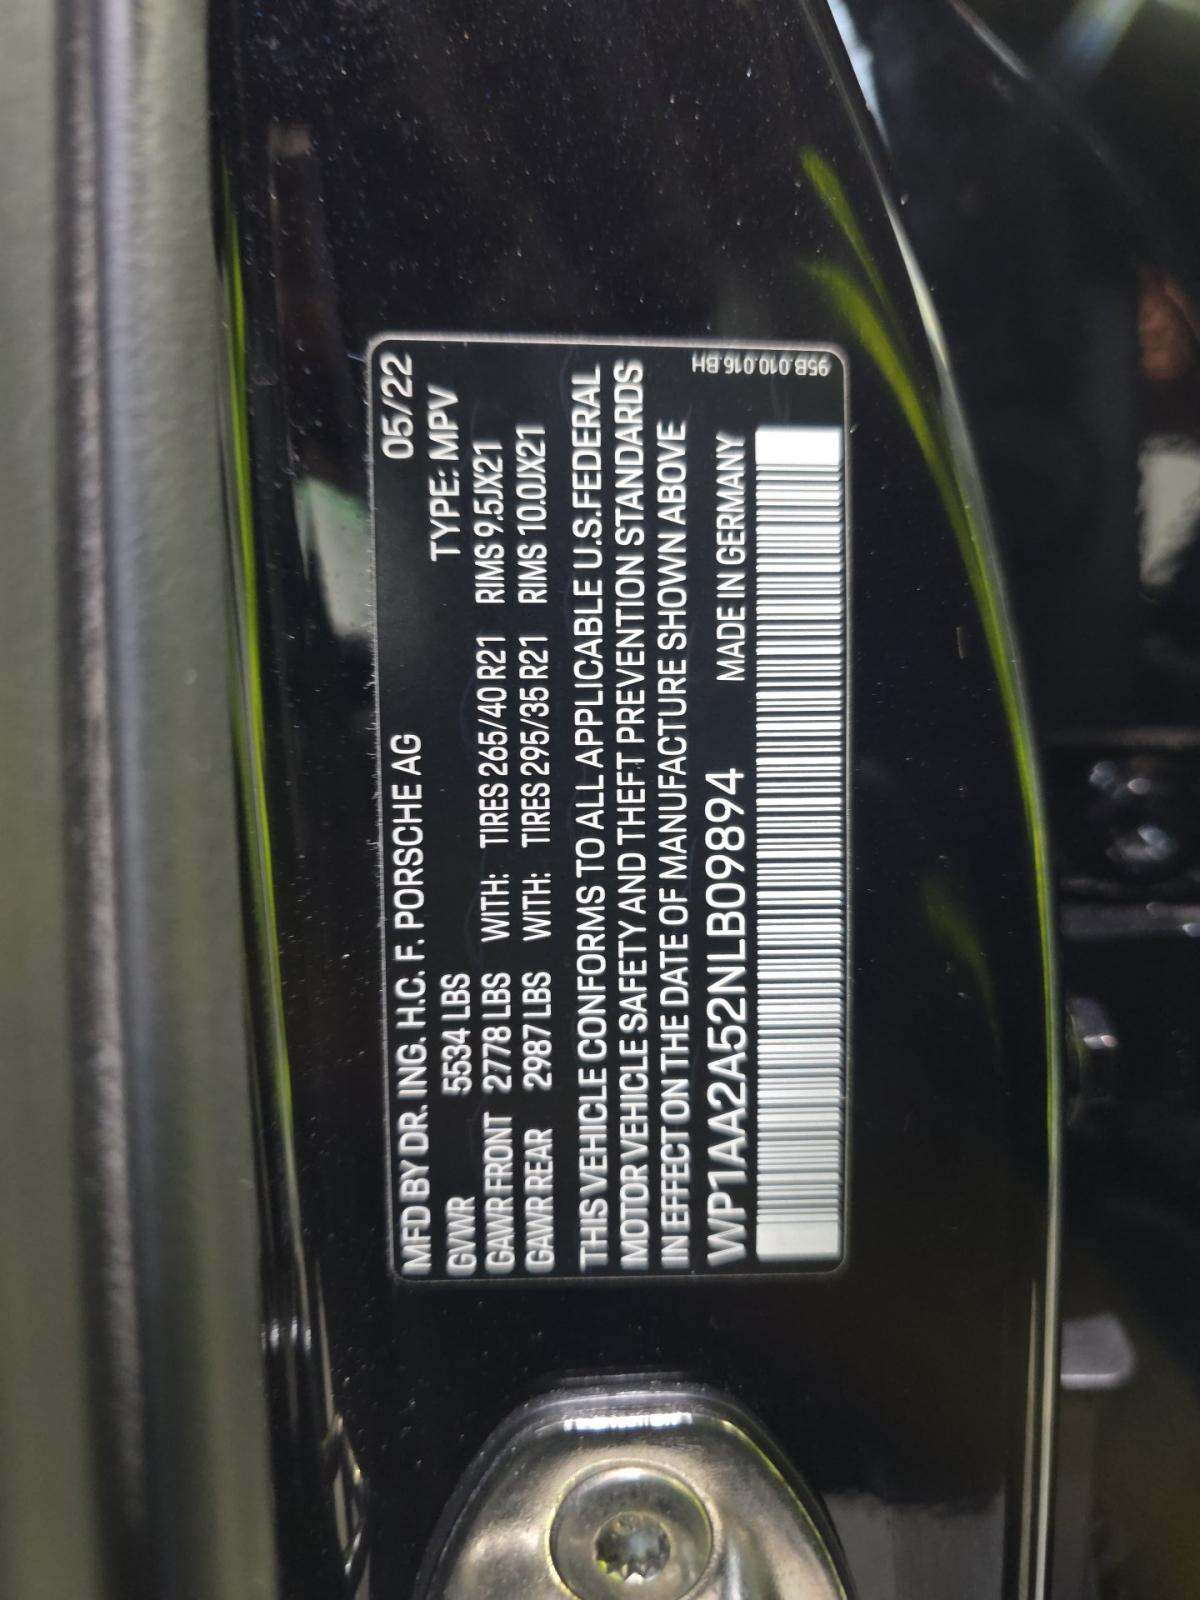 MFD BY DR. ING. H.C. F. PORSCHE AG 05/22
GVWR 5534 LBS TYPE: MPV
GAWR FRONT 2778 LBS WITH: TIRES 265/40 R21 RIMS 9.5JX21
GAWR REAR 2987 LBS WITH: TIRES 295/35 R21 RIMS 10.0JX21
THIS VEHICLE CONFORMS TO ALL APPLICABLE U.S.FEDERAL
MOTOR VEHICLE SAFETY AND THEFT PREVENTION STANDARDS
IN EFFECT ON THE DATE OF MANUFACTURE SHOWN ABOVE
WP1AA2A52NLB09894 MADE IN GERMANY
95B.010.016.BH